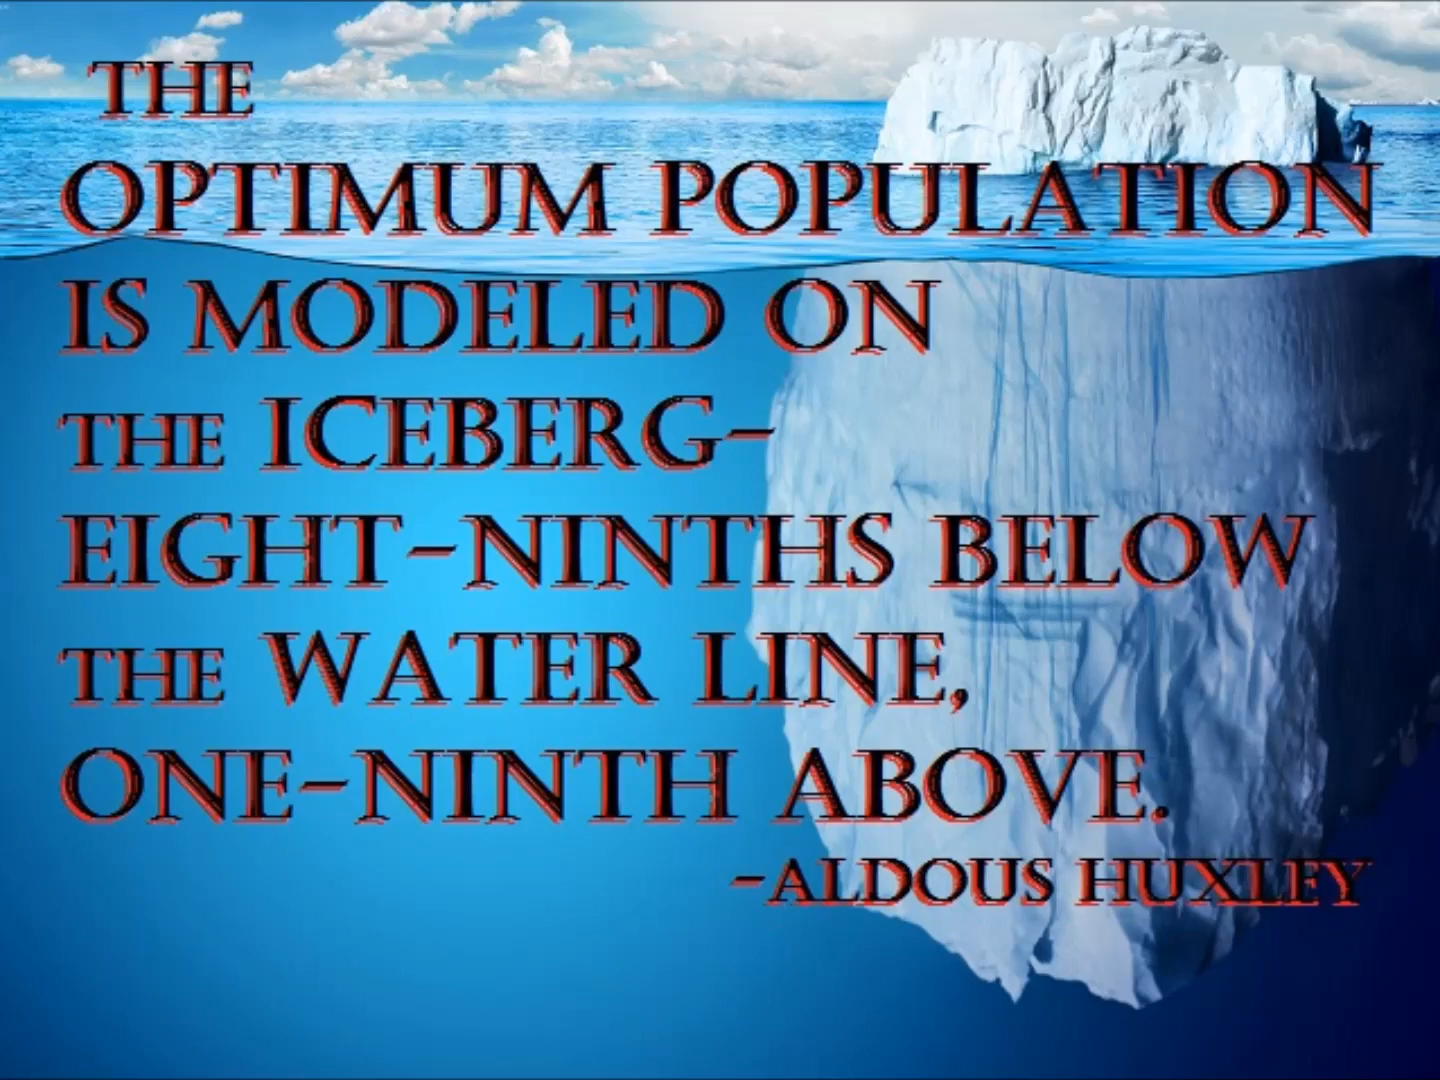 THE
OPTIMUM POPULATION
IS MODELED ON
THE ICEBERG-
EIGHT-NINTHS BELOW
THE WATER LINE,
ONE-NINTH ABOVE.
-ALDOUS HUXLEY